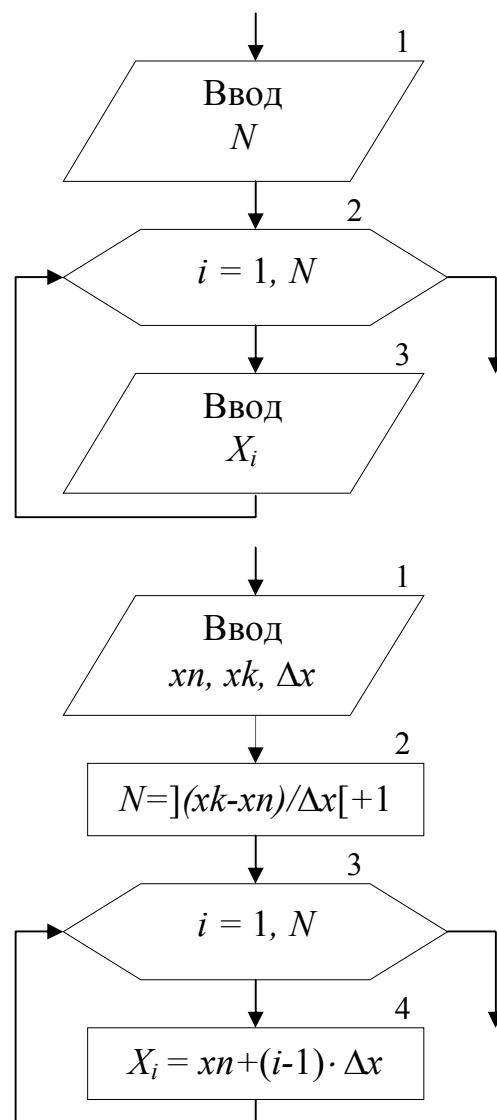 1
Ввод
N
2
i = 1, N
3
Ввод
Xi
1
Ввод
xn, xk, Δx
2
N=](xk-xn)/Δx[+1
3
i = 1, N
4
Xi = xn+(i-1)· Δx